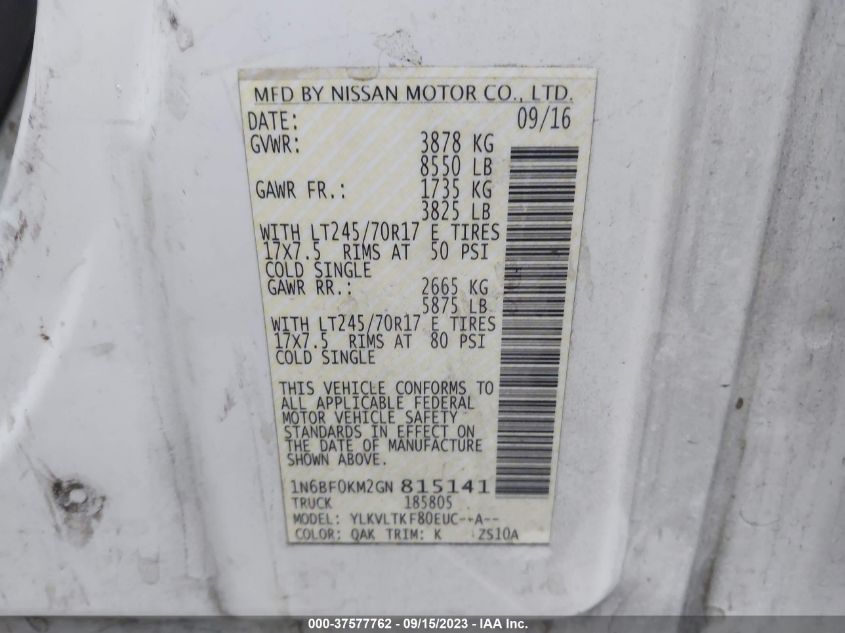 MFD BY NISSAN MOTOR CO., LTD.
DATE: 09/16
GVWR: 3878 KG
8550 LB
GAWR FR.: 1735 KG
3825 LB
WITH LT245/70R17 E TIRES
17X7.5 RIMS AT 50 PSI
COLD SINGLE
GAWR RR.: 2665 KG
5875 LB
WITH LT245/70R17 E TIRES
17X7.5 RIMS AT 80 PSI
COLD SINGLE
THIS VEHICLE CONFORMS TO
ALL APPLICABLE FEDERAL
MOTOR VEHICLE SAFETY
STANDARDS IN EFFECT ON
THE DATE OF MANUFACTURE
SHOWN ABOVE.
1N6BF0KM2GN 815141
TRUCK 185805
MODEL: YLKVLTKF80EUC--A--
COLOR: QAK TRIM: K ZS10A
000-37577762 - 09/15/2023 - IAA Inc.